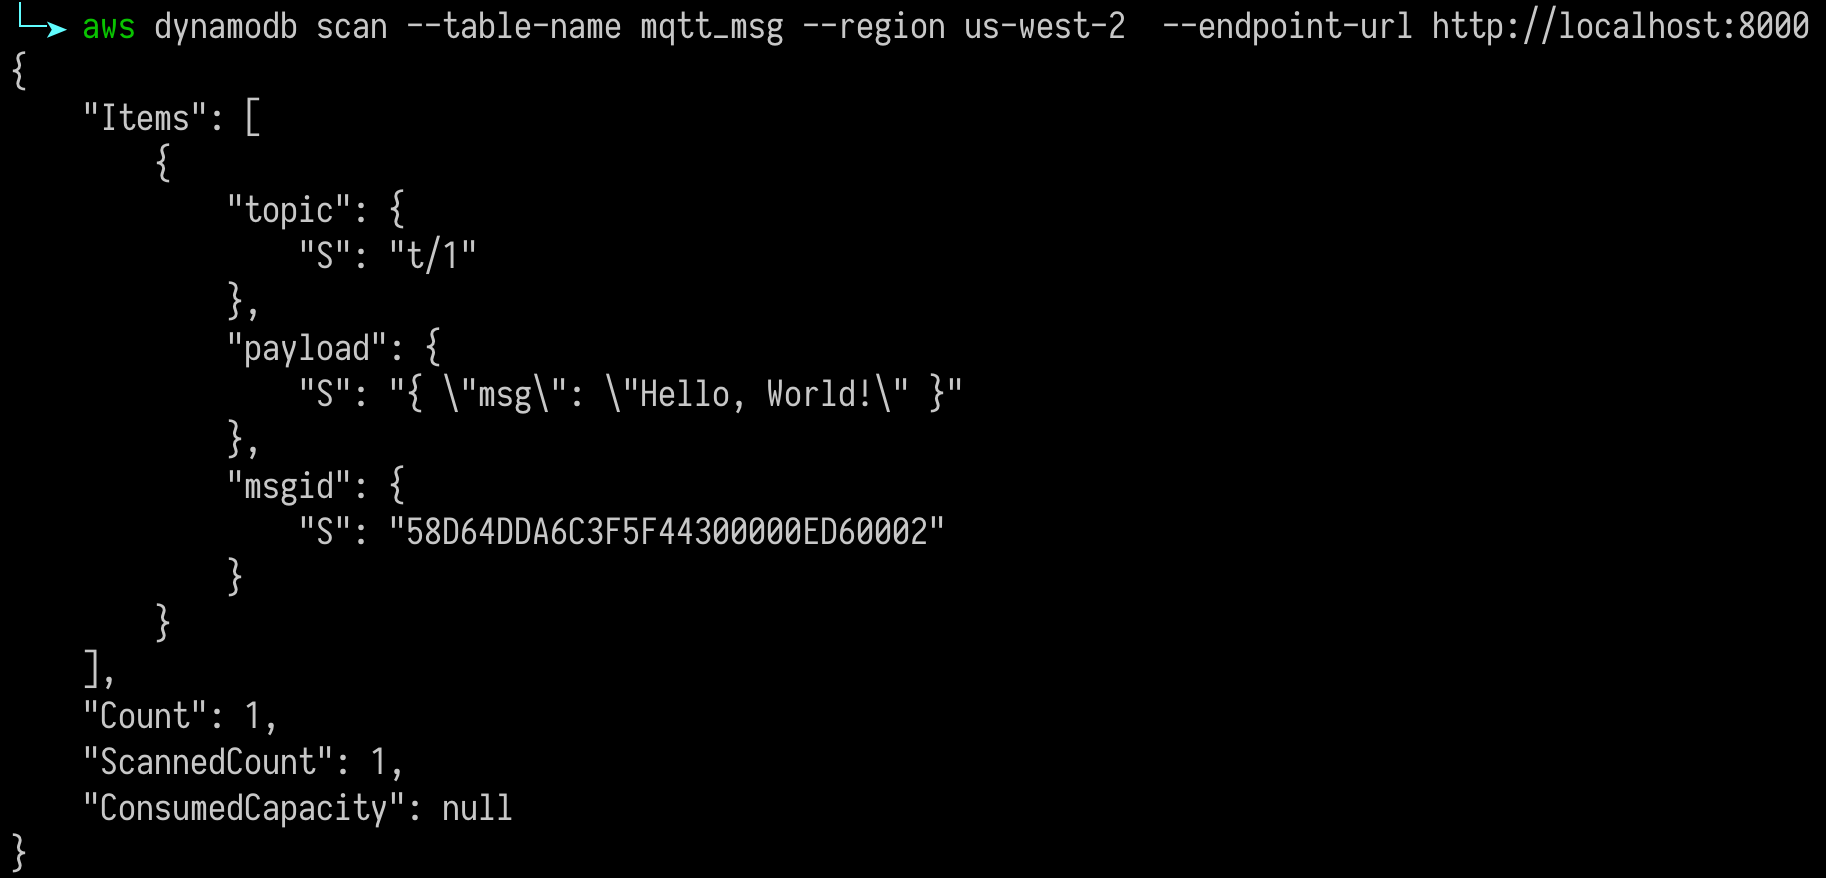 aws dynamodb scan --table-name mqtt_msg --region us-west-2  --endpoint-url http://localhost:8000
{
    "Items": [
        {
            "topic": {
                "S": "t/1"
            },
            "payload": {
                "S": "{ \"msg\": \"Hello, World!\" }"
            },
            "msgid": {
                "S": "58D64DDA6C3F5F44300000ED60002"
            }
        }
    ],
    "Count": 1,
    "ScannedCount": 1,
    "ConsumedCapacity": null
}